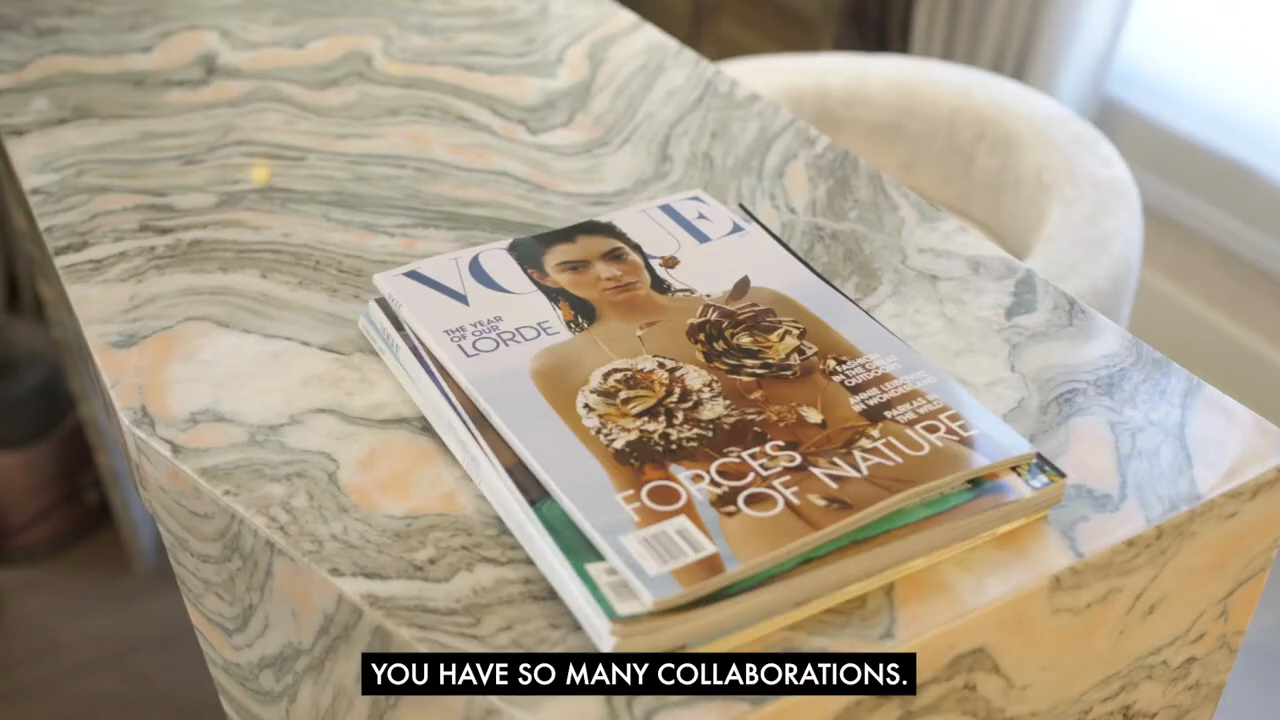 VOGUE
THE YEAR
OF OUR
LORDE
FASHION
IN THE GREAT
OUTDOORS
ANNIE LEIBOVITZ
IN WONDERLAND
PARKAS IN
THE WILD
FORCES
OF NATURE
YOU HAVE SO MANY COLLABORATIONS.